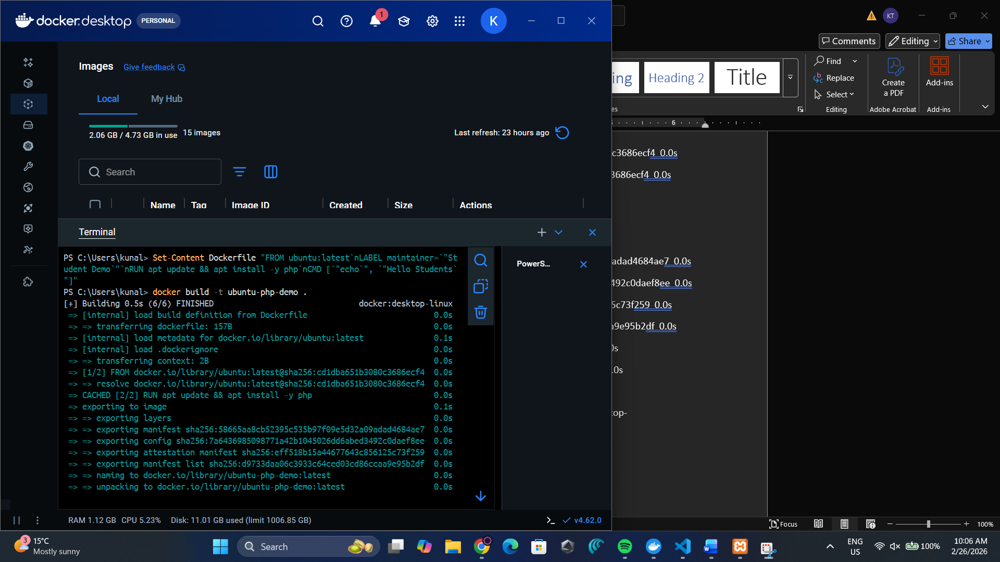 docker.desktop PERSONAL
1
K
KT
Comments
Editing
Share
Images Give feedback
Local My Hub
2.06 GB / 4.73 GB in use 15 images
Last refresh: 23 hours ago
Search
Name Tag Image ID Created Size Actions
ing Heading 2 Title
Find
Replace
Select
Editing
Create
a PDF
Adobe Acrobat
Add-ins
Add-ins
es
6
Terminal
PowerS...
PS C:\Users\kunal> Set-Content Dockerfile "FROM ubuntu:latest`nLABEL maintainer=`"St
udent Demo`"`nRUN apt update && apt install -y php`nCMD [`"echo`", `"Hello Students`
"]"
PS C:\Users\kunal> docker build -t ubuntu-php-demo .
[+] Building 0.5s (6/6) FINISHED docker:desktop-linux
=> [internal] load build definition from Dockerfile 0.0s
=> => transferring dockerfile: 157B 0.0s
=> [internal] load metadata for docker.io/library/ubuntu:latest 0.1s
=> [internal] load .dockerignore 0.0s
=> => transferring context: 2B 0.0s
=> [1/2] FROM docker.io/library/ubuntu:latest@sha256:cd1dba651b3080c3686ecf4 0.0s
=> => resolve docker.io/library/ubuntu:latest@sha256:cd1dba651b3080c3686ecf4 0.0s
=> CACHED [2/2] RUN apt update && apt install -y php 0.0s
=> exporting to image 0.1s
=> => exporting layers 0.0s
=> => exporting manifest sha256:58665aa8cb52395c535b97f09e5d32a09adad4684ae7 0.0s
=> => exporting config sha256:7a6436985098771a42b1045026dd6abed3492c0daef8ee 0.0s
=> => exporting attestation manifest sha256:eff518b15a44677643c856125c73f259 0.0s
=> => exporting manifest list sha256:d9733daa06c3933c64ced03cd86ccaa9e95b2df 0.0s
=> => naming to docker.io/library/ubuntu-php-demo:latest 0.0s
=> => unpacking to docker.io/library/ubuntu-php-demo:latest 0.0s
c3686ecf4 0.0s
3686ecf4 0.0s
adad4684ae7 0.0s
492c0daef8ee 0.0s
5c73f259 0.0s
a9e95b2df 0.0s
0s
.0s
top-
RAM 1.12 GB CPU 5.23% Disk: 11.01 GB used (limit 1006.85 GB)
v4.62.0
Focus
100%
3
15°C
Mostly sunny
Search
ENG
US
100%
10:06 AM
2/26/2026